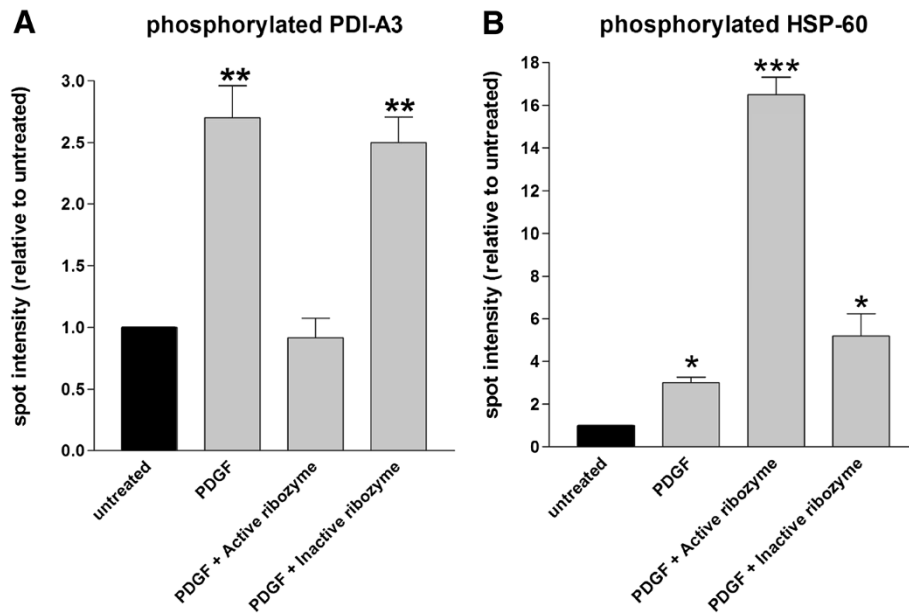 A
phosphorylated PDI-A3
spot intensity (relative to untreated)
3.0
2.5
2.0
1.5
1.0
0.5
0.0
**
**
untreated
PDGF
PDGF + Active ribozyme
PDGF + Inactive ribozyme
B
phosphorylated HSP-60
spot intensity (relative to untreated)
18
16
14
12
10
8
6
4
2
0
*
***
*
untreated
PDGF
PDGF + Active ribozyme
PDGF + Inactive ribozyme